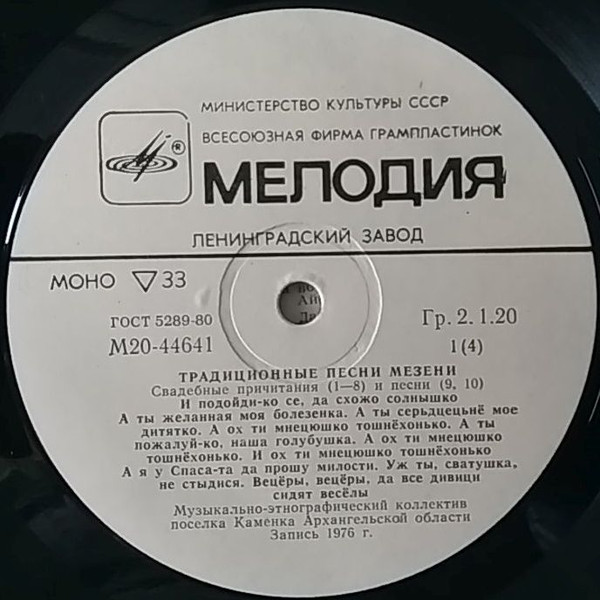 МИНИСТЕРСТВО КУЛЬТУРЫ СССР
ВСЕСОЮЗНАЯ ФИРМА ГРАМПЛАСТИНОК
®
МЕЛОДИЯ
ЛЕНИНГРАДСКИЙ ЗАВОД
МОНО ▽ 33
ГОСТ 5289-80
Гр. 2. 1.20
М20-44641
1 (4)
ТРАДИЦИОННЫЕ ПЕСНИ МЕЗЕНИ
Свадебные причитания (1—8) и песни (9, 10)
И подойди-ко се, да схожо солнышко
А ты желанная моя болезенка. А ты серьдцецьнё мое
дитятко. А ох ти мнецюшко тошнёхонько. А ты
пожалуй-ко, наша голубушка. А ох ти мнецюшко
тошнёхонько. И ох ти мнецюшко тошнёхонько
А я у Спаса-та да прошу милости. Уж ты, сватушка,
не стыдися. Вецёры, вецёры, да все дивици
сидят весёлы
Музыкально-этнографический коллектив
поселка Каменка Архангельской области
Запись 1976 г.